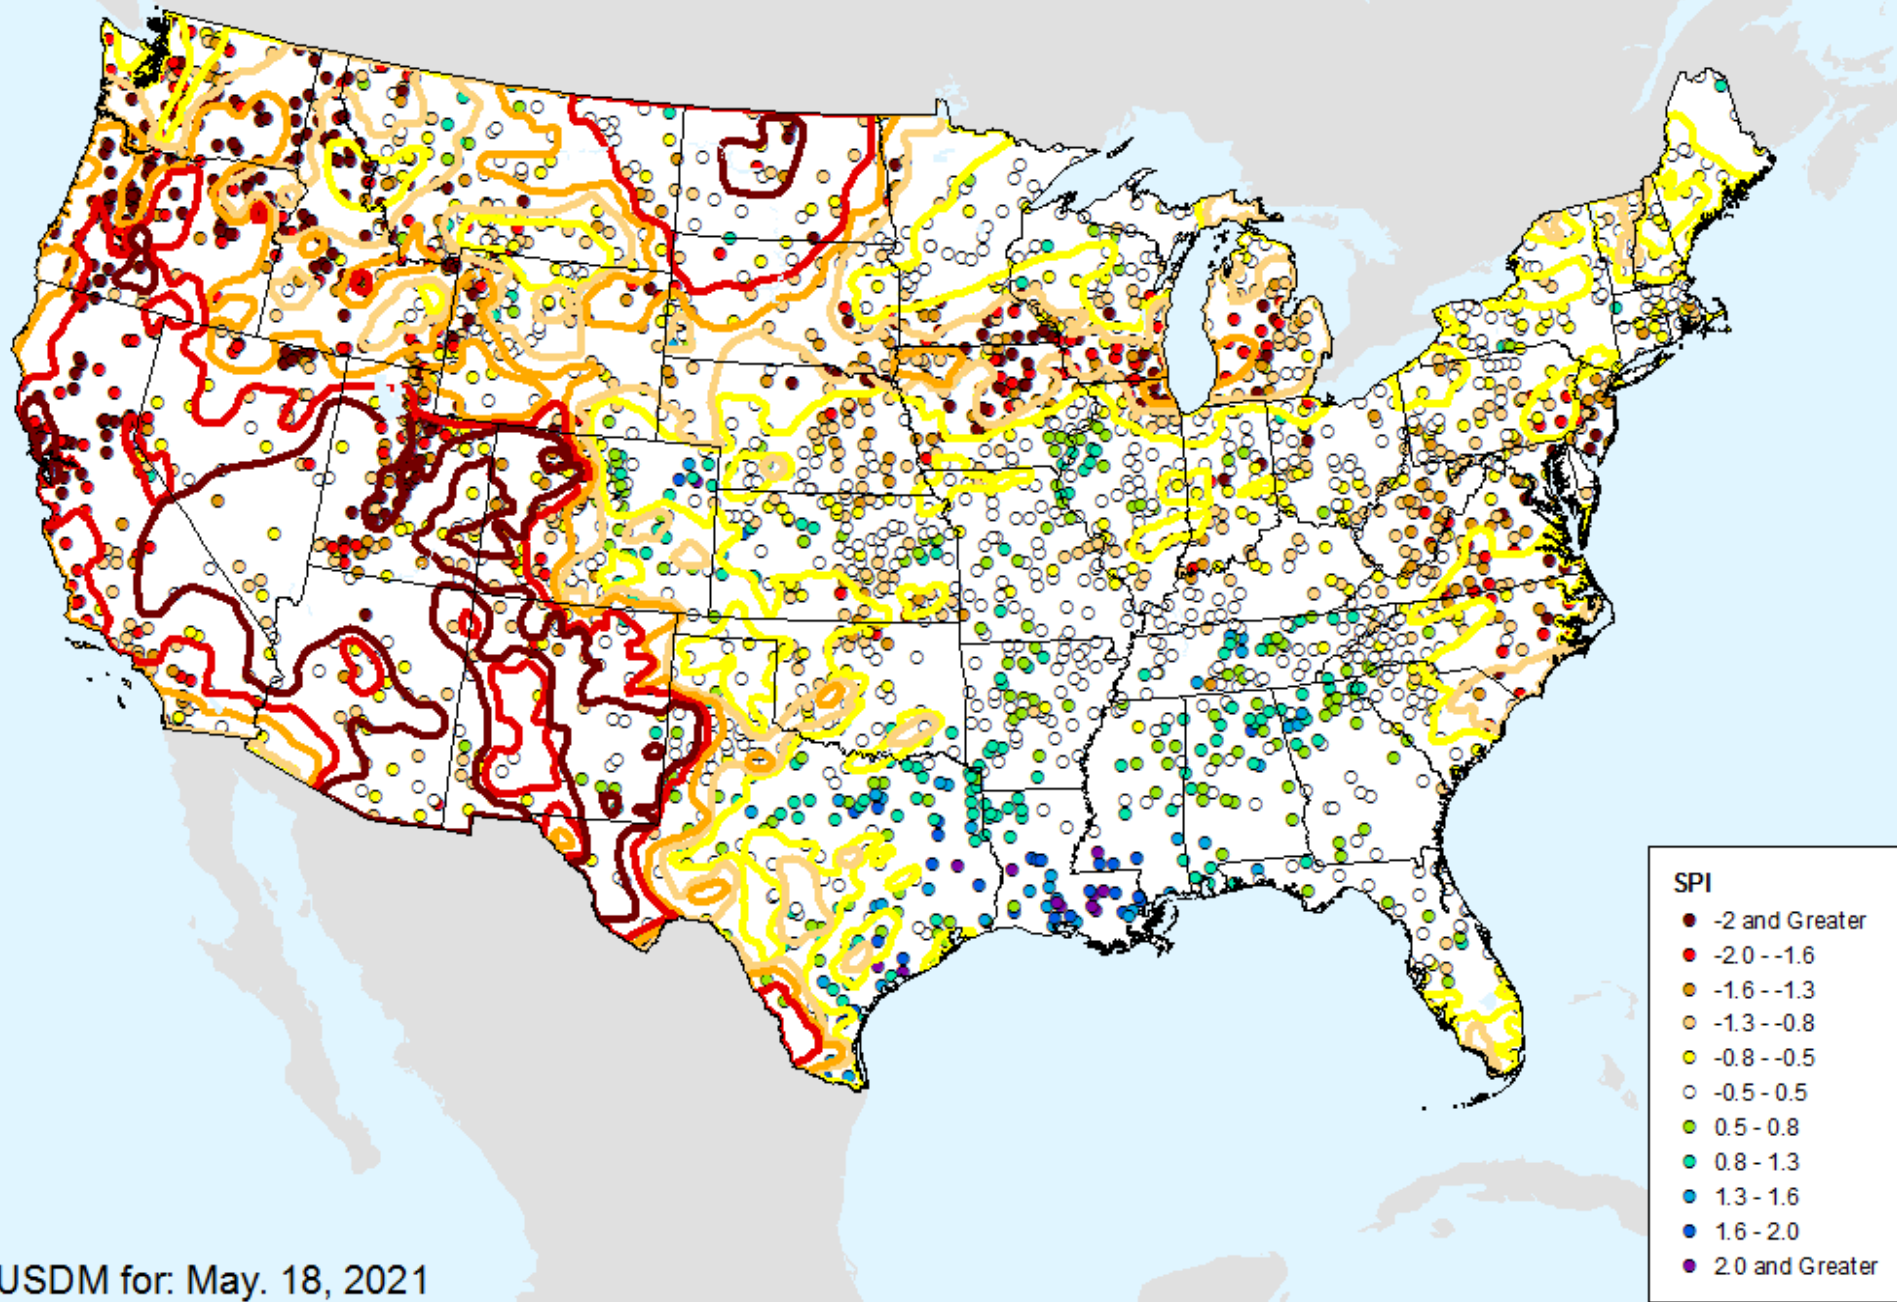 SPI
-2 and Greater
-2.0 - -1.6
-1.6 - -1.3
-1.3 - -0.8
-0.8 - -0.5
-0.5 - 0.5
0.5 - 0.8
0.8 - 1.3
1.3 - 1.6
1.6 - 2.0
2.0 and Greater
USDM for: May. 18, 2021